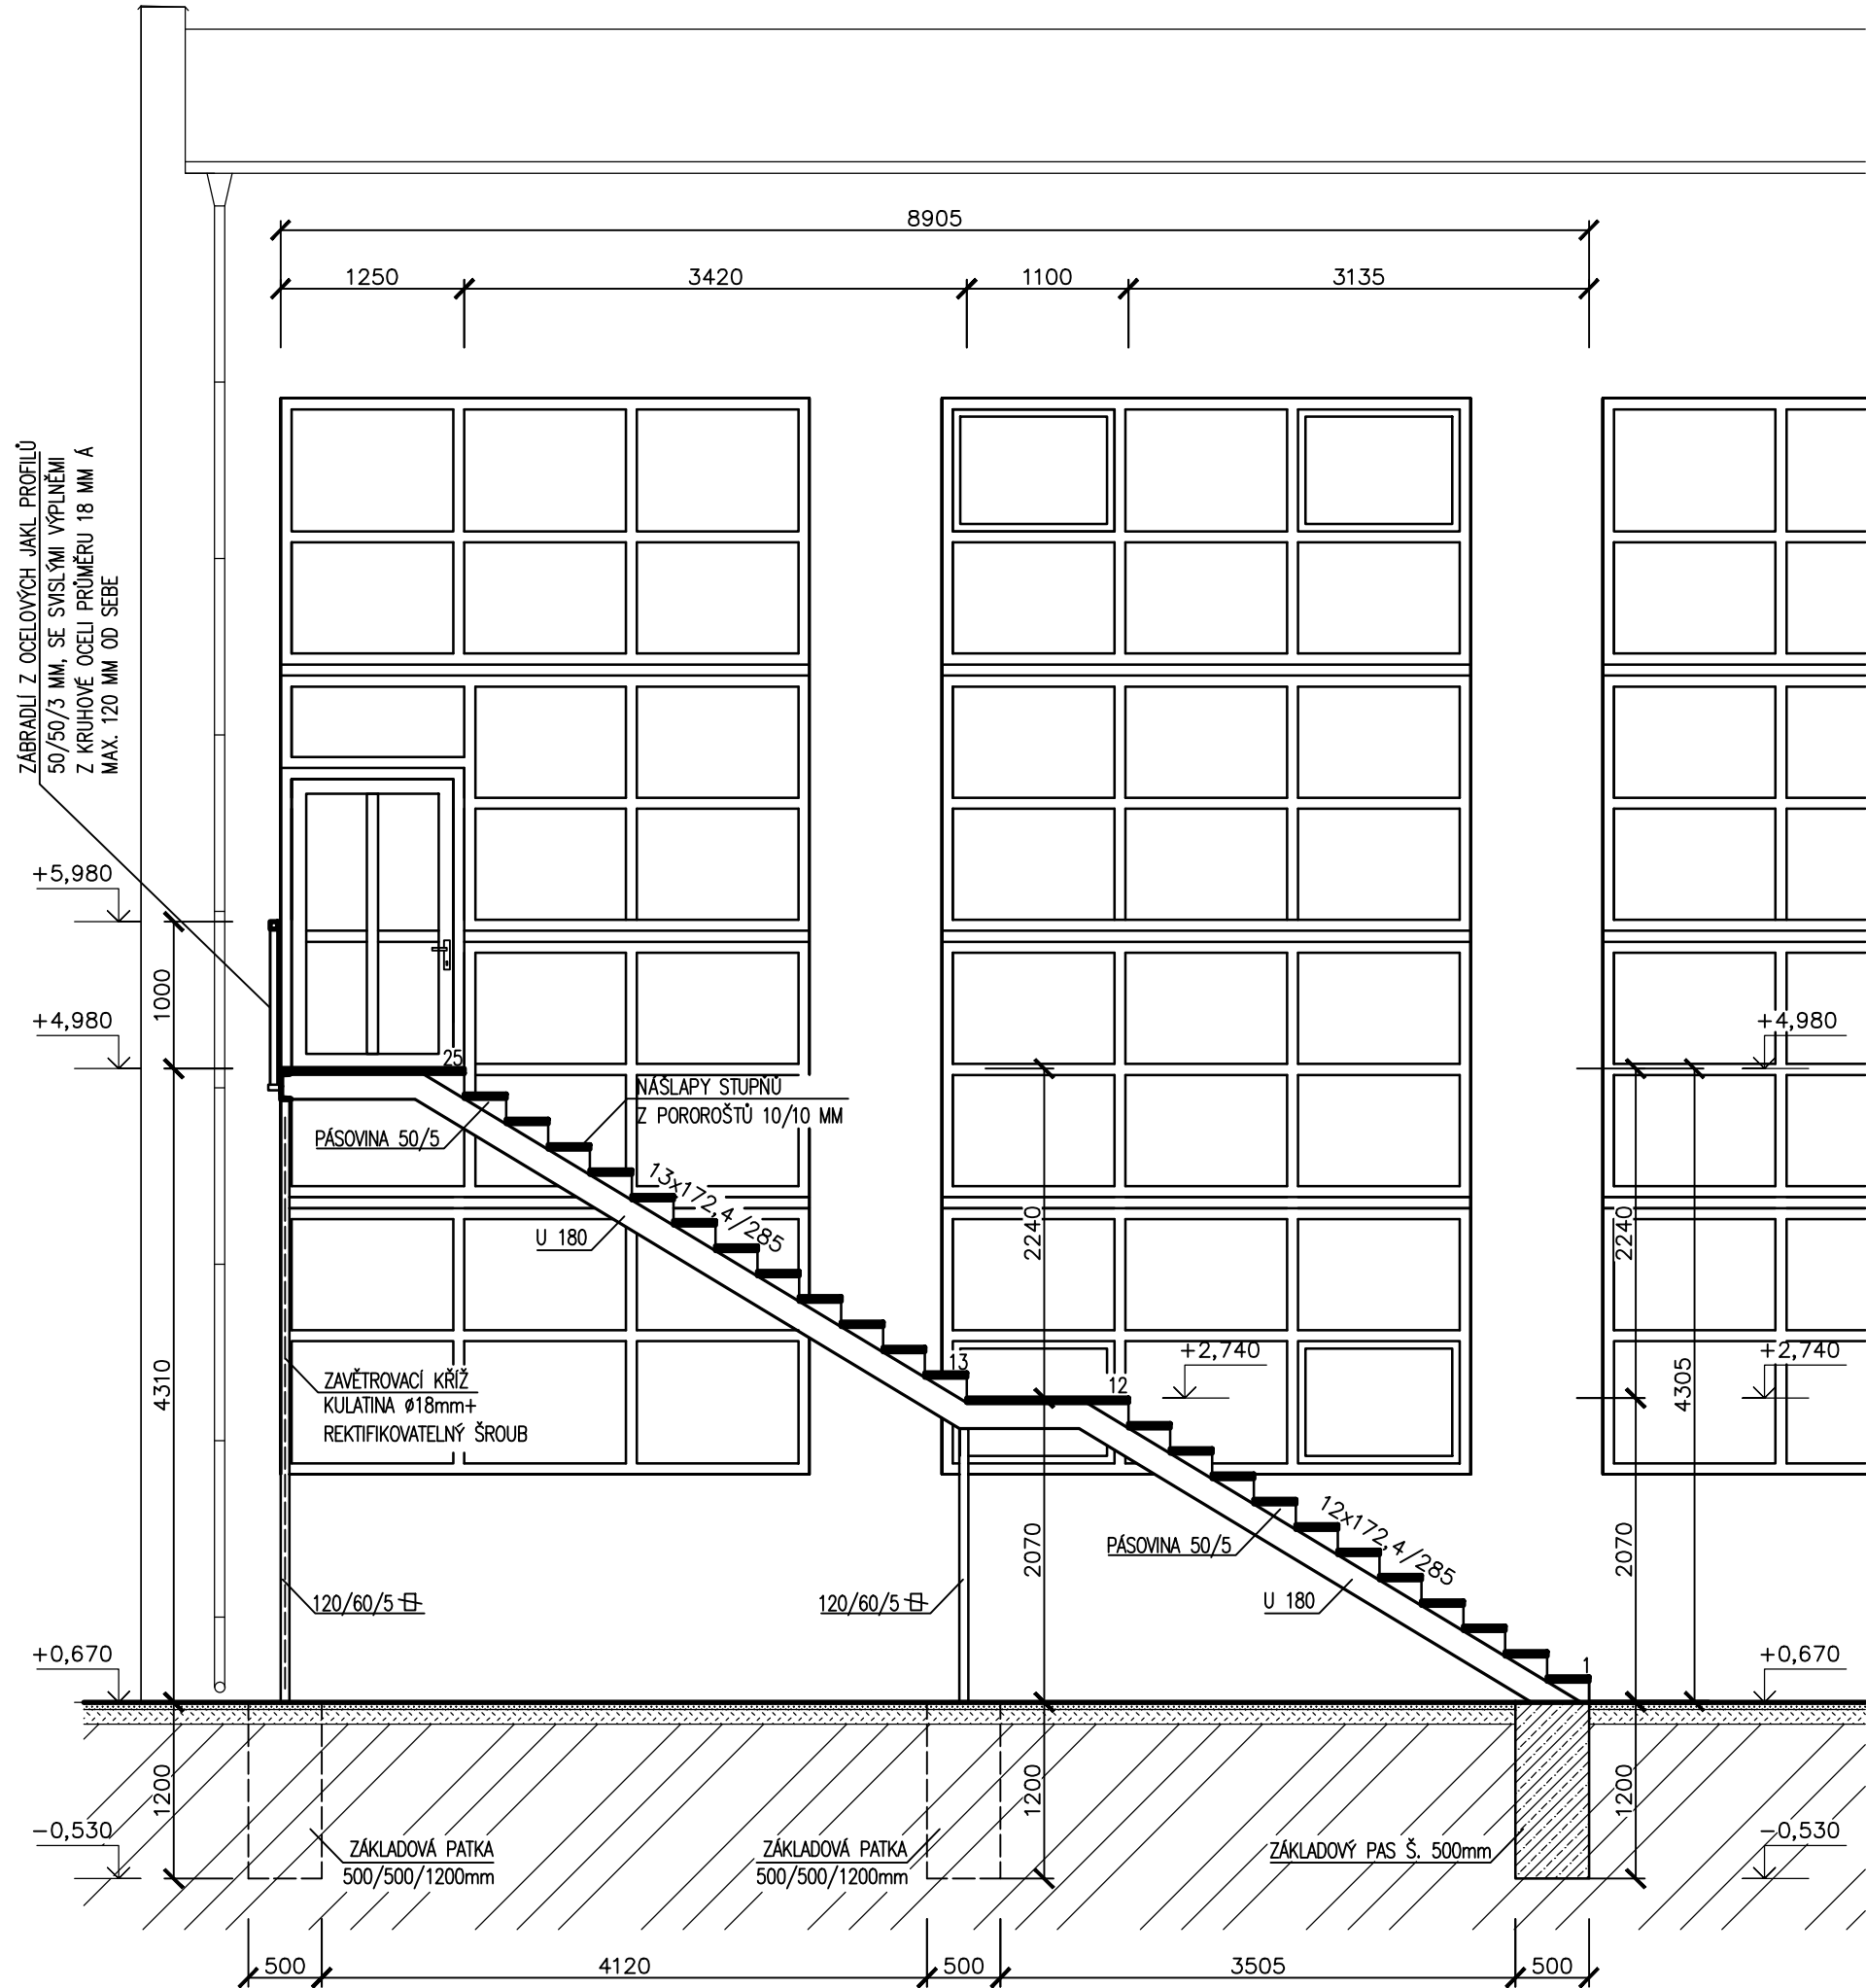 8905
1250
3420
1100
3135
ZÁBRADLÍ Z OCELOVÝCH JAKL PROFILŮ
50/50/3 MM, SE SVISLÝMI VÝPLNĚMI
Z KRUHOVÉ OCELI PRŮMĚRU 18 MM Á
MAX. 120 MM OD SEBE
+5,980
1000
+4,980
+4,980
25
NÁŠLAPY STUPŇŮ
Z POROROŠTŮ 10/10 MM
PÁSOVINA 50/5
13x172,4/285
U 180
2240
2240
4310
13
12
+2,740
+2,740
4305
ZAVĚTROVACÍ KŘÍŽ
KULATINA ø18mm+
REKTIFIKOVATELNÝ ŠROUB
12x172,4/285
PÁSOVINA 50/5
2070
2070
120/60/5
120/60/5
U 180
+0,670
+0,670
1
1200
1200
1200
-0,530
-0,530
ZÁKLADOVÁ PATKA
500/500/1200mm
ZÁKLADOVÁ PATKA
500/500/1200mm
ZÁKLADOVÝ PAS Š. 500mm
500
4120
500
3505
500